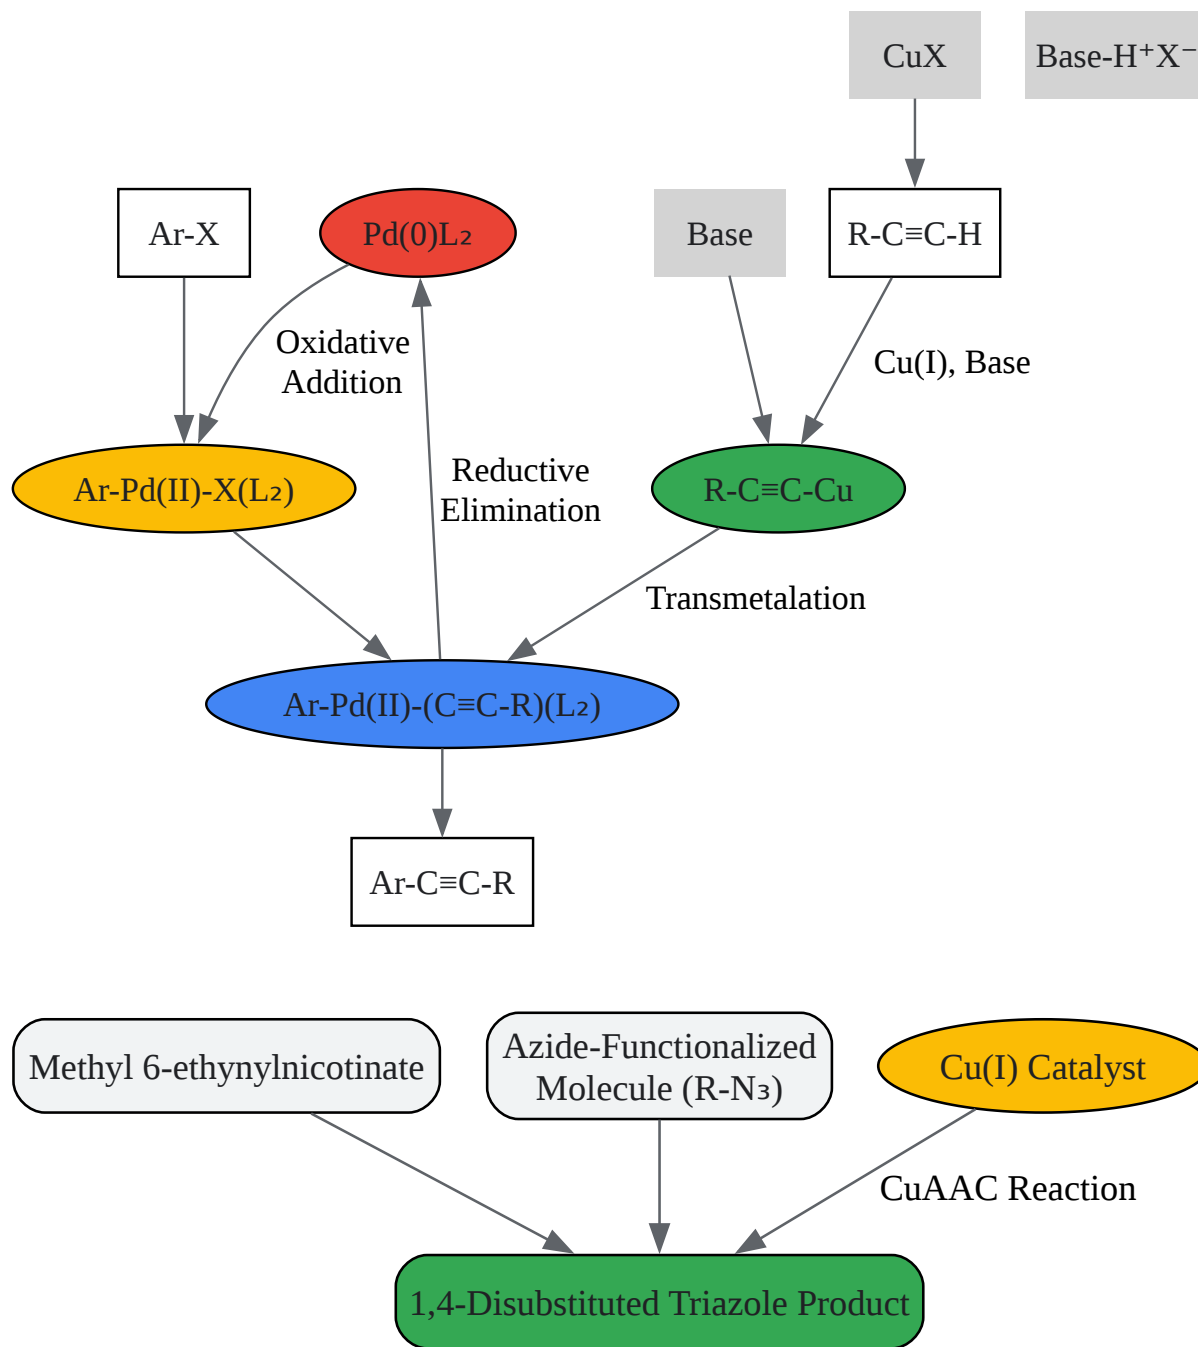 CuX
Base-H⁺X⁻
Ar-X
Pd(0)L₂
Base
R-C≡C-H
Oxidative
Addition
Cu(I), Base
Ar-Pd(II)-X(L₂)
Reductive
Elimination
R-C≡C-Cu
Transmetalation
Ar-Pd(II)-(C≡C-R)(L₂)
Ar-C≡C-R
Methyl 6-ethynylnicotinate
Azide-Functionalized
Molecule (R-N₃)
Cu(I) Catalyst
CuAAC Reaction
1,4-Disubstituted Triazole Product